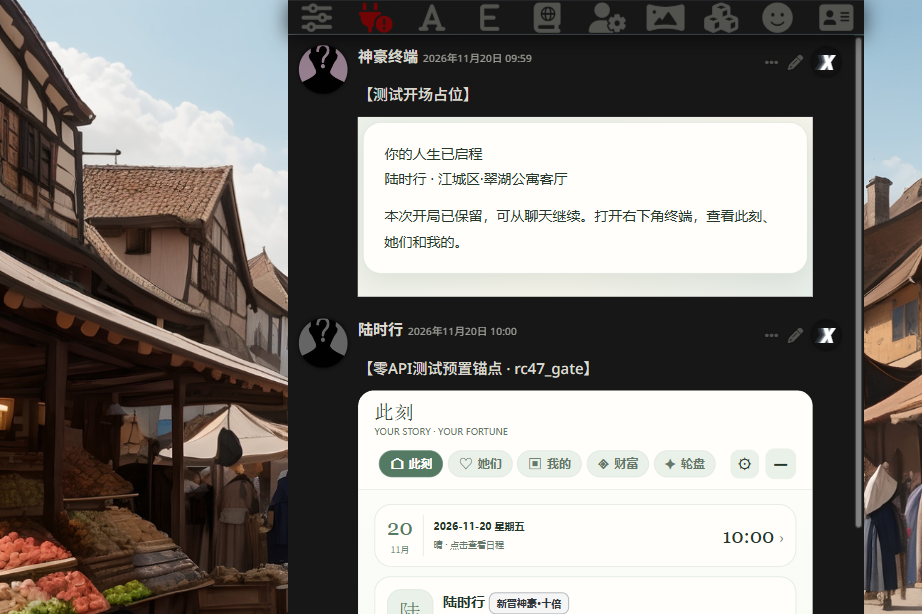 神豪终端 2026年11月20日 09:59
【测试开场占位】
你的人生已启程
陆时行 · 江城区·翠湖公寓客厅
本次开局已保留，可从聊天继续。打开右下角终端，查看此刻、
她们和我的。
陆时行 2026年11月20日 10:00
【零API测试预置锚点 · rc47_gate】
此刻
YOUR STORY · YOUR FORTUNE
此刻 她们 我的 财富 轮盘
20
11月
2026-11-20 星期五
晴 · 点击查看日程
10:00
陆
陆时行 新晋神豪·十倍